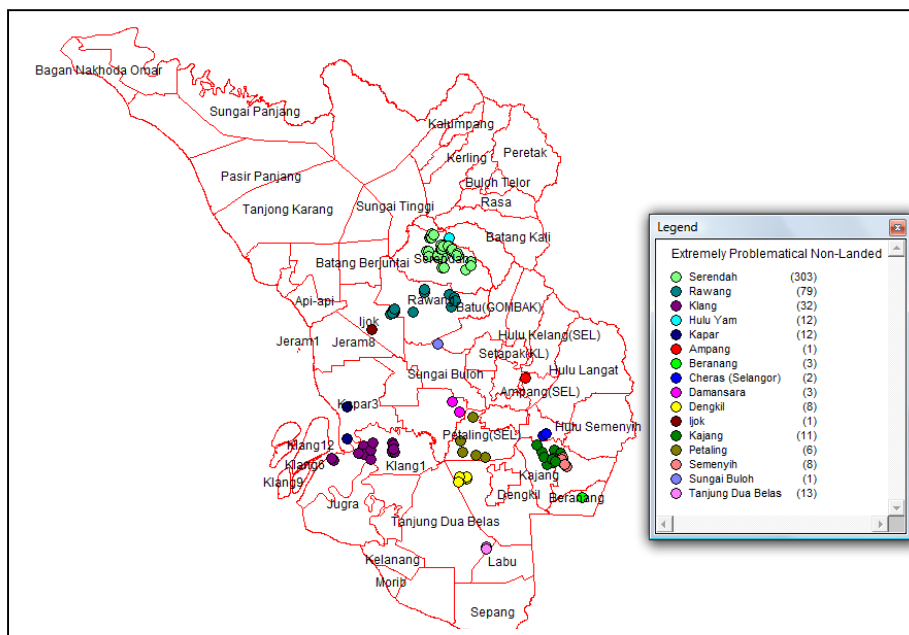 Bagan Nakhoda Omar
Sungai Panjang
Kalumpang
Peretak
Kerling
Pasir Panjang
Buloh Telor
Rasa
Tanjong Karang
Sungai Tinggi
Batang Kali
Batang Berjuntai
Serendah
Api-api
Rawang
Batu(GOMBAK)
Ijok
Jeram1
Jeram8
Hulu Kelang(SEL)
Setapak(KL)
Sungai Buloh
Hulu Langat
Ampang(SEL)
Kapar3
Petaling(SEL)
Hulu Semenyih
Klang12
Klang6
Klang1
Klang9
Kajang
Dengkil
Beranang
Jugra
Tanjung Dua Belas
Kelanang
Labu
Morib
Sepang
Legend
Extremely Problematical Non-Landed
Serendah (303)
Rawang (79)
Klang (32)
Hulu Yam (12)
Kapar (12)
Ampang (1)
Beranang (3)
Cheras (Selangor) (2)
Damansara (3)
Dengkil (8)
Ijok (1)
Kajang (11)
Petaling (6)
Semenyih (8)
Sungai Buloh (1)
Tanjung Dua Belas (13)